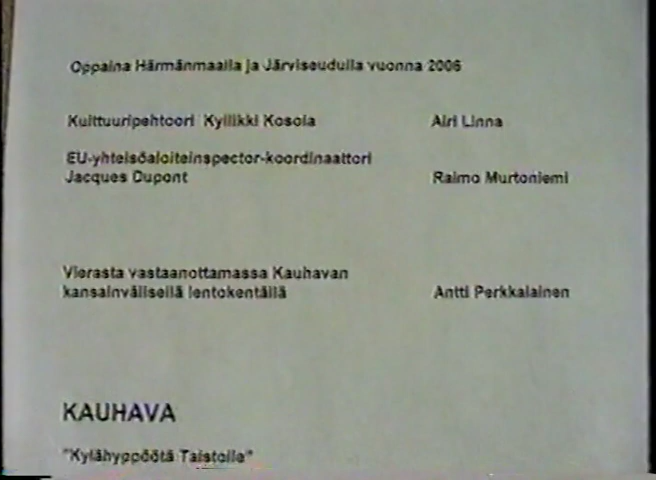 Oppaina Härmänmaalla ja Järviseudulla vuonna 2006
Kulttuuripehtoori Kyllikki Kosola
Airi Linna
EU-yhteisöaloiteinspector-koordinaattori
Jacques Dupont
Raimo Murtoniemi
Vierasta vastaanottamassa Kauhavan
kansainvälisellä lentokentällä
Antti Perkkalainen
KAUHAVA
"Kylähyppöötä Taistolle"